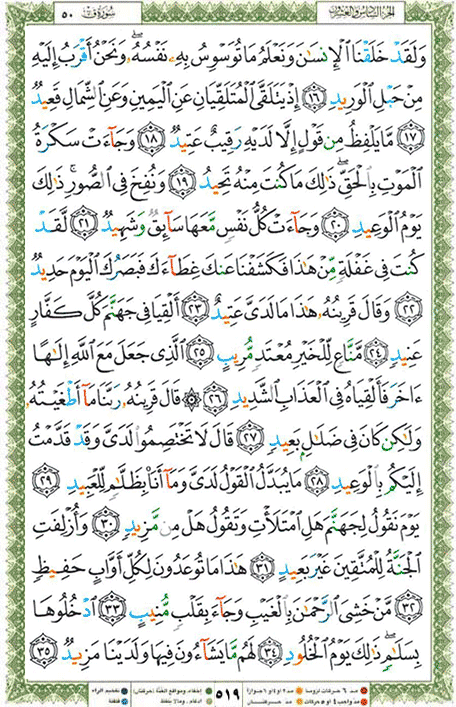 الجزء السادس والعشرون سورة ق ٥٠
وَلَقَدْ خَلَقْنَا ٱلْإِنسَٰنَ وَنَعْلَمُ مَا تُوَسْوِسُ بِهِۦ نَفْسُهُۥ ۖ وَنَحْنُ أَقْرَبُ إِلَيْهِ
مِنْ حَبْلِ ٱلْوَرِيدِ ١٦ إِذْ يَتَلَقَّى ٱلْمُتَلَقِّيَانِ عَنِ ٱلْيَمِينِ وَعَنِ ٱلشِّمَالِ قَعِيدٌ
١٧ مَّا يَلْفِظُ مِن قَوْلٍ إِلَّا لَدَيْهِ رَقِيبٌ عَتِيدٌ ١٨ وَجَآءَتْ سَكْرَةُ
ٱلْمَوْتِ بِٱلْحَقِّ ۖ ذَٰلِكَ مَا كُنتَ مِنْهُ تَحِيدُ ١٩ وَنُفِخَ فِى ٱلصُّورِ ۚ ذَٰلِكَ
يَوْمُ ٱلْوَعِيدِ ٢٠ وَجَآءَتْ كُلُّ نَفْسٍ مَّعَهَا سَآئِقٌ وَشَهِيدٌ ٢١ لَّقَدْ
كُنتَ فِى غَفْلَةٍ مِّنْ هَٰذَا فَكَشَفْنَا عَنكَ غِطَآءَكَ فَبَصَرُكَ ٱلْيَوْمَ حَدِيدٌ
٢٢ وَقَالَ قَرِينُهُۥ هَٰذَا مَا لَدَىَّ عَتِيدٌ ٢٣ أَلْقِيَا فِى جَهَنَّمَ كُلَّ كَفَّارٍ
عَنِيدٍ ٢٤ مَّنَّاعٍ لِّلْخَيْرِ مُعْتَدٍ مُّرِيبٍ ٢٥ ٱلَّذِى جَعَلَ مَعَ ٱللَّهِ إِلَٰهًا
ءَاخَرَ فَأَلْقِيَاهُ فِى ٱلْعَذَابِ ٱلشَّدِيدِ ٢٦ ۞ قَالَ قَرِينُهُۥ رَبَّنَا مَآ أَطْغَيْتُهُۥ
وَلَٰكِن كَانَ فِى ضَلَٰلٍۭ بَعِيدٍ ٢٧ قَالَ لَا تَخْتَصِمُوا۟ لَدَىَّ وَقَدْ قَدَّمْتُ
إِلَيْكُم بِٱلْوَعِيدِ ٢٨ مَا يُبَدَّلُ ٱلْقَوْلُ لَدَىَّ وَمَآ أَنَا۠ بِظَلَّٰمٍ لِّلْعَبِيدِ ٢٩
يَوْمَ نَقُولُ لِجَهَنَّمَ هَلِ ٱمْتَلَأْتِ وَتَقُولُ هَلْ مِن مَّزِيدٍ ٣٠ وَأُزْلِفَتِ
ٱلْجَنَّةُ لِلْمُتَّقِينَ غَيْرَ بَعِيدٍ ٣١ هَٰذَا مَا تُوعَدُونَ لِكُلِّ أَوَّابٍ حَفِيظٍ
٣٢ مَّنْ خَشِىَ ٱلرَّحْمَٰنَ بِٱلْغَيْبِ وَجَآءَ بِقَلْبٍ مُّنِيبٍ ٣٣ ٱدْخُلُوهَا
بِسَلَٰمٍ ۖ ذَٰلِكَ يَوْمُ ٱلْخُلُودِ ٣٤ لَهُم مَّا يَشَآءُونَ فِيهَا وَلَدَيْنَا مَزِيدٌ ٣٥
٥١٩